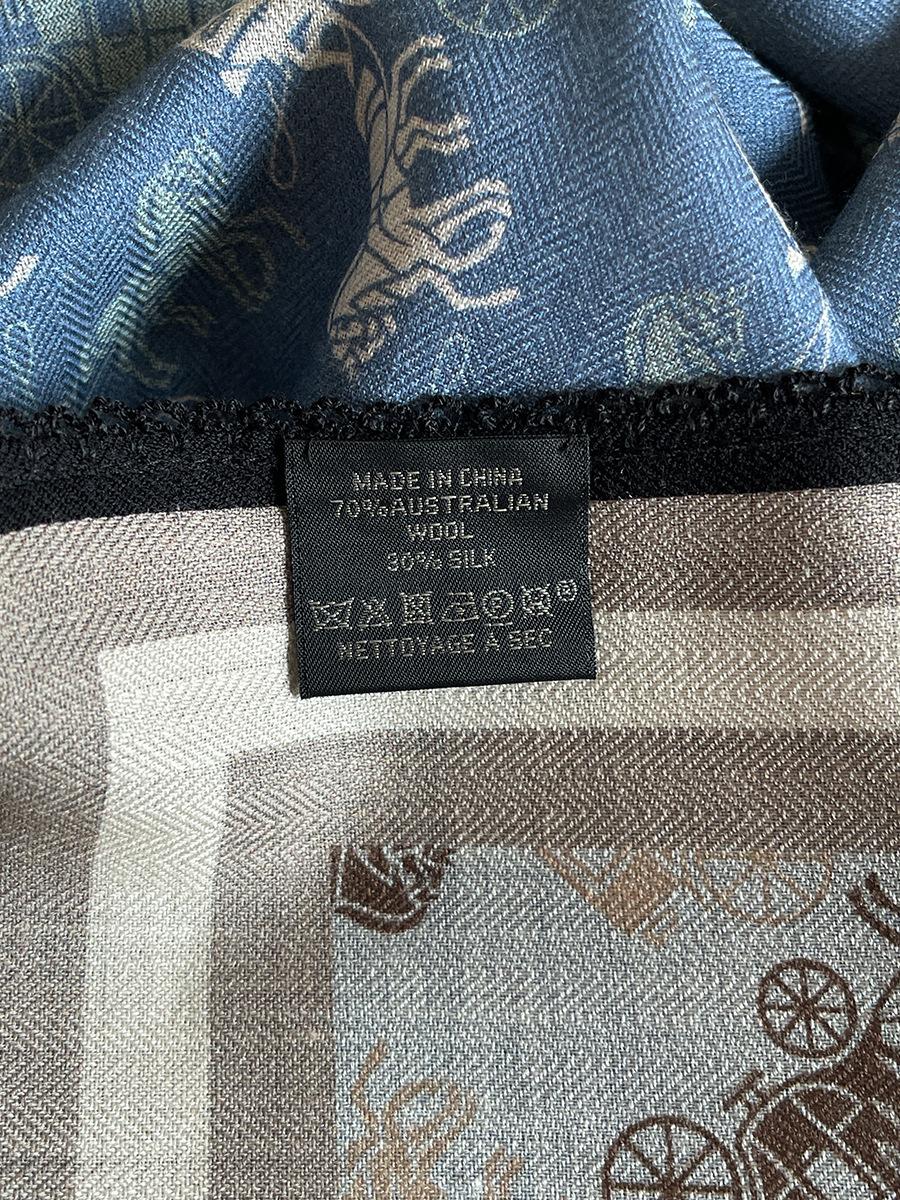 MADE IN CHINA
70% AUSTRALIAN
WOOL
30% SILK
NETTOYAGE A SEC